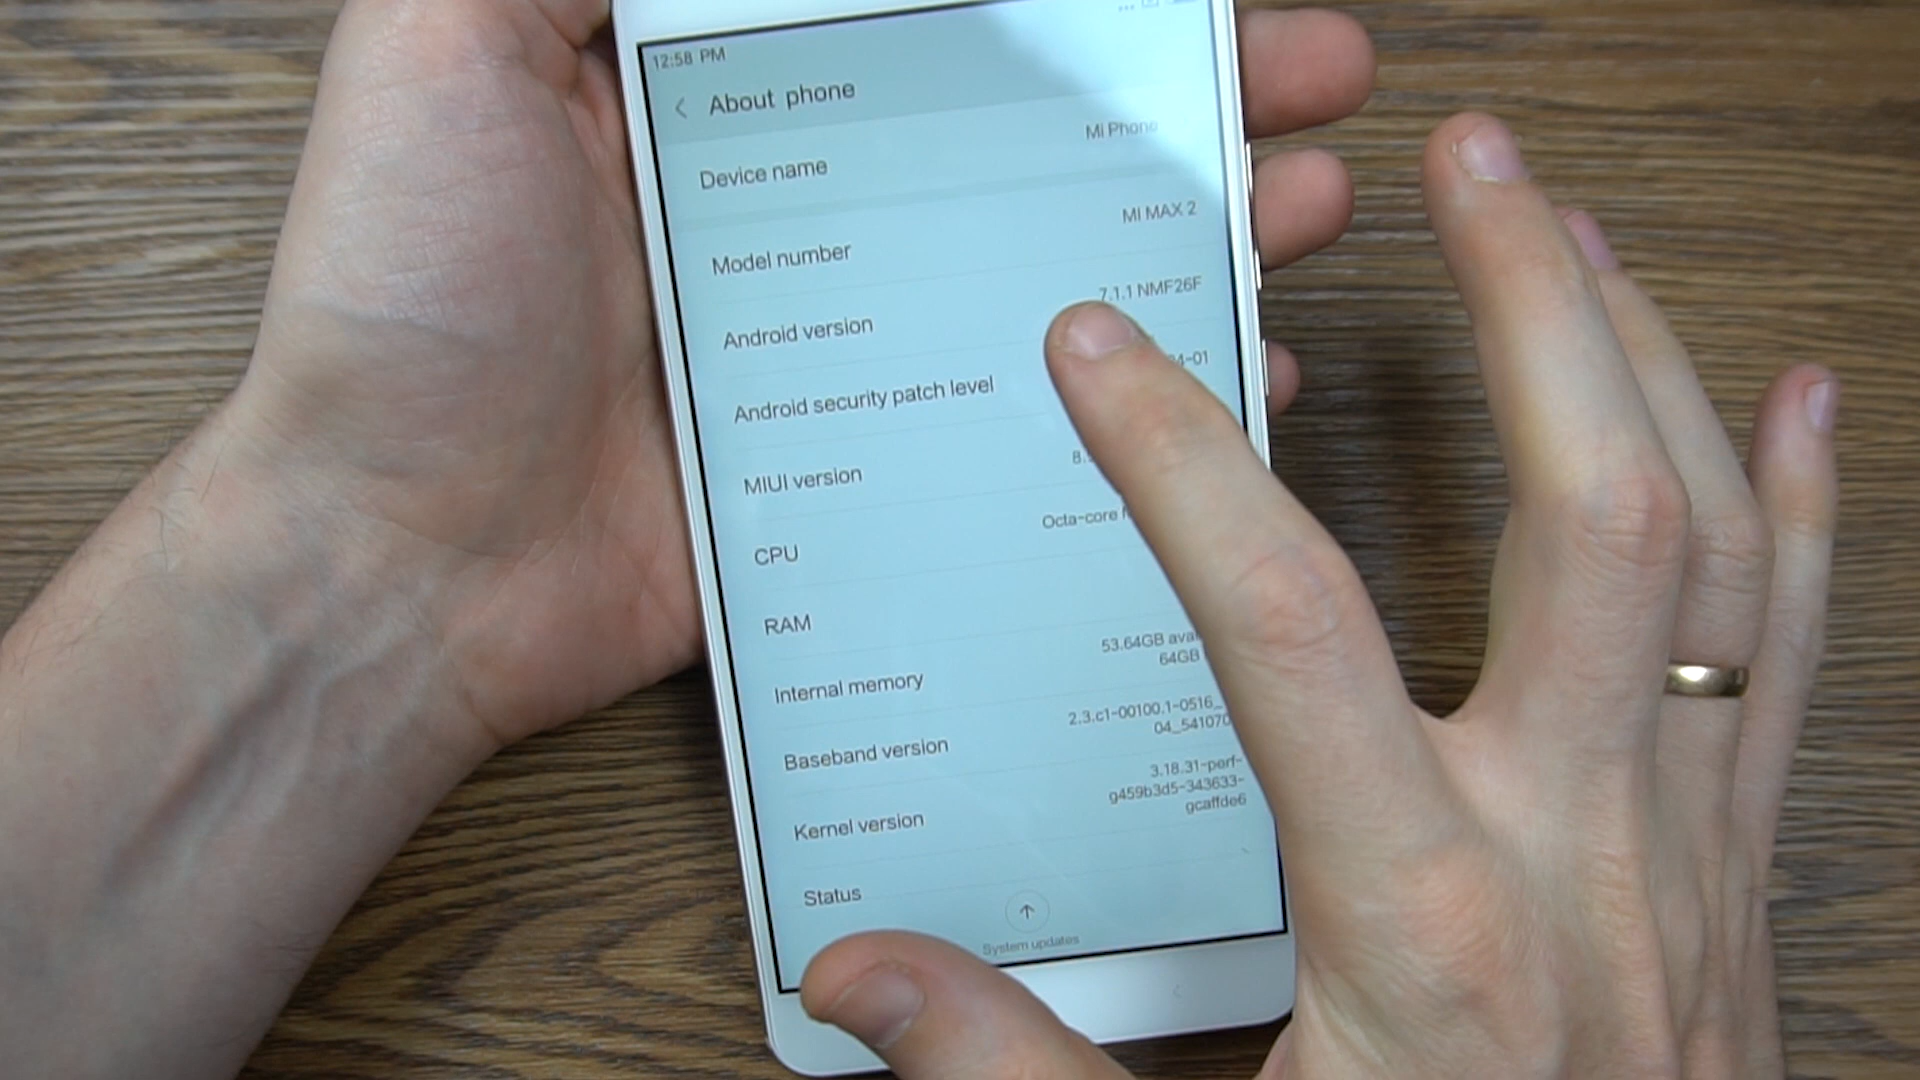 12:58 PM
About phone
Device name Mi Phone
Model number MI MAX 2
Android version 7.1.1 NMF26F
Android security patch level
MIUI version
CPU Octa-core
RAM
Internal memory 53.64GB
64GB
Baseband version 2.3.c1-00100.1-0516_
04_541070
Kernel version 3.18.31-perf-
g459b3d5-343633-
gcaffde6
Status
System updates